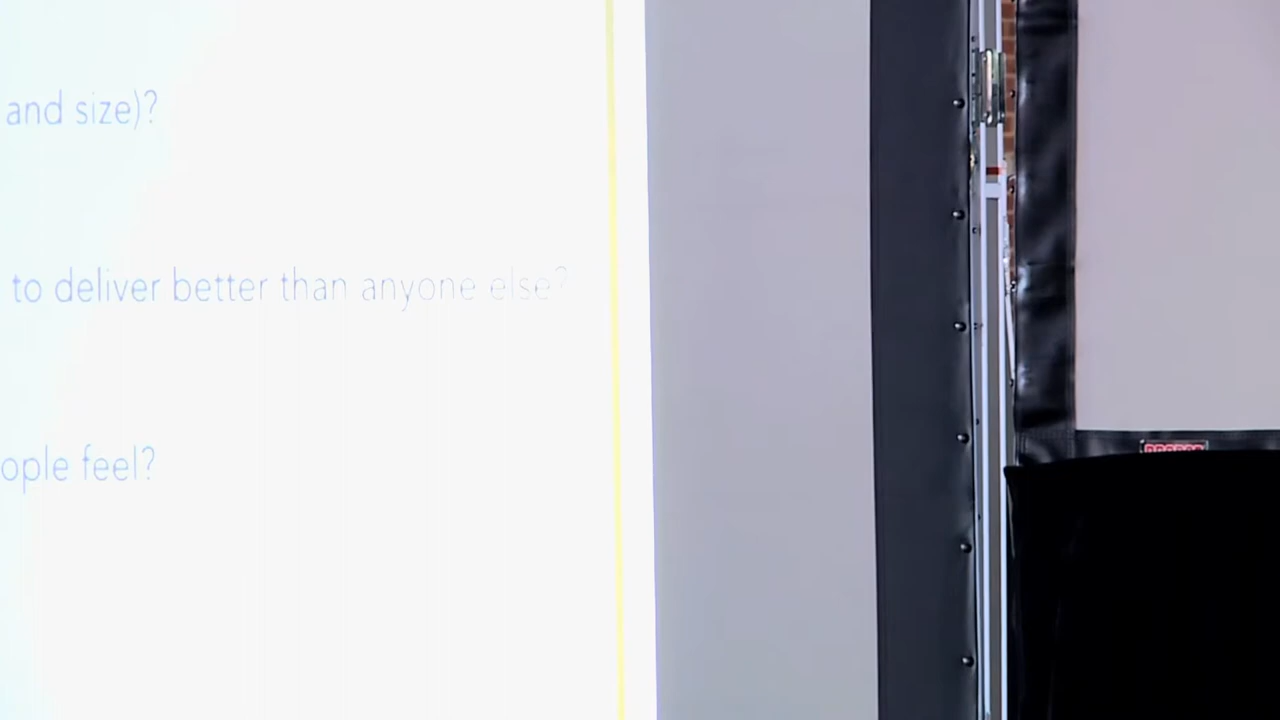 and size)?
to deliver better than anyone else?
ople feel?